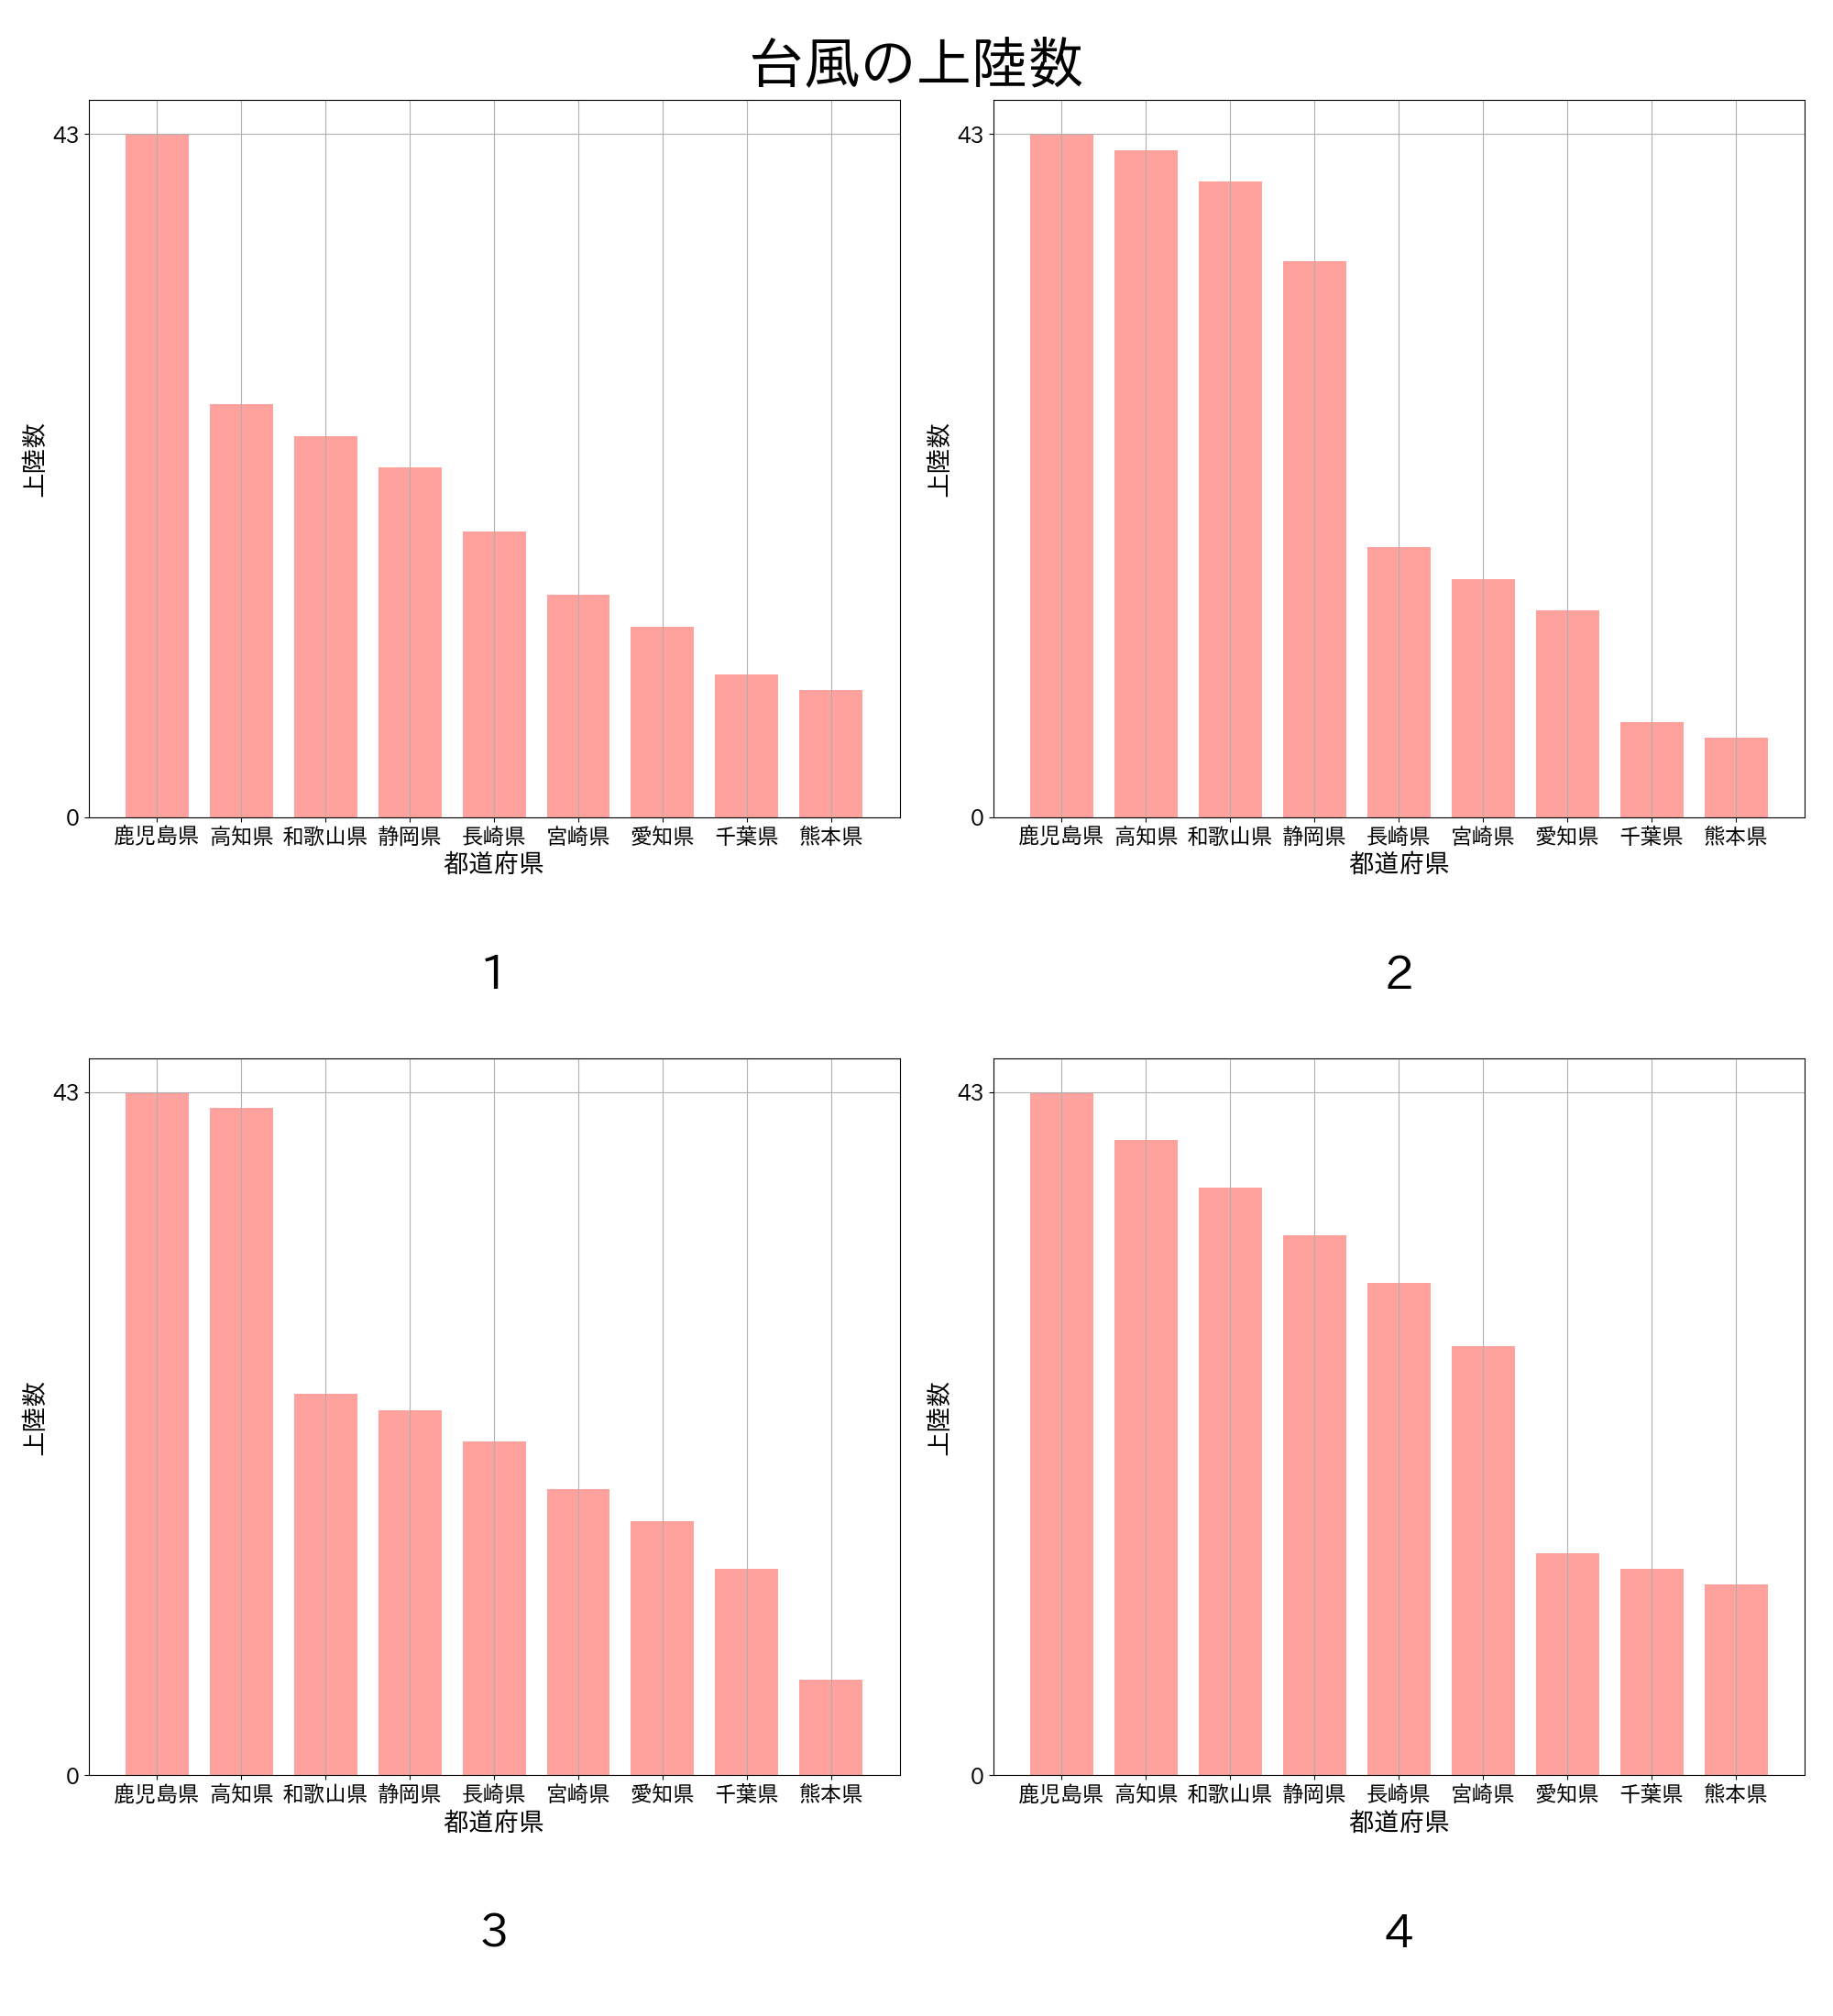 台風の上陸数
43
0
上陸数
鹿児島県 高知県 和歌山県 静岡県 長崎県 宮崎県 愛知県 千葉県 熊本県
都道府県
1
43
0
上陸数
鹿児島県 高知県 和歌山県 静岡県 長崎県 宮崎県 愛知県 千葉県 熊本県
都道府県
2
43
0
上陸数
鹿児島県 高知県 和歌山県 静岡県 長崎県 宮崎県 愛知県 千葉県 熊本県
都道府県
3
43
0
上陸数
鹿児島県 高知県 和歌山県 静岡県 長崎県 宮崎県 愛知県 千葉県 熊本県
都道府県
4